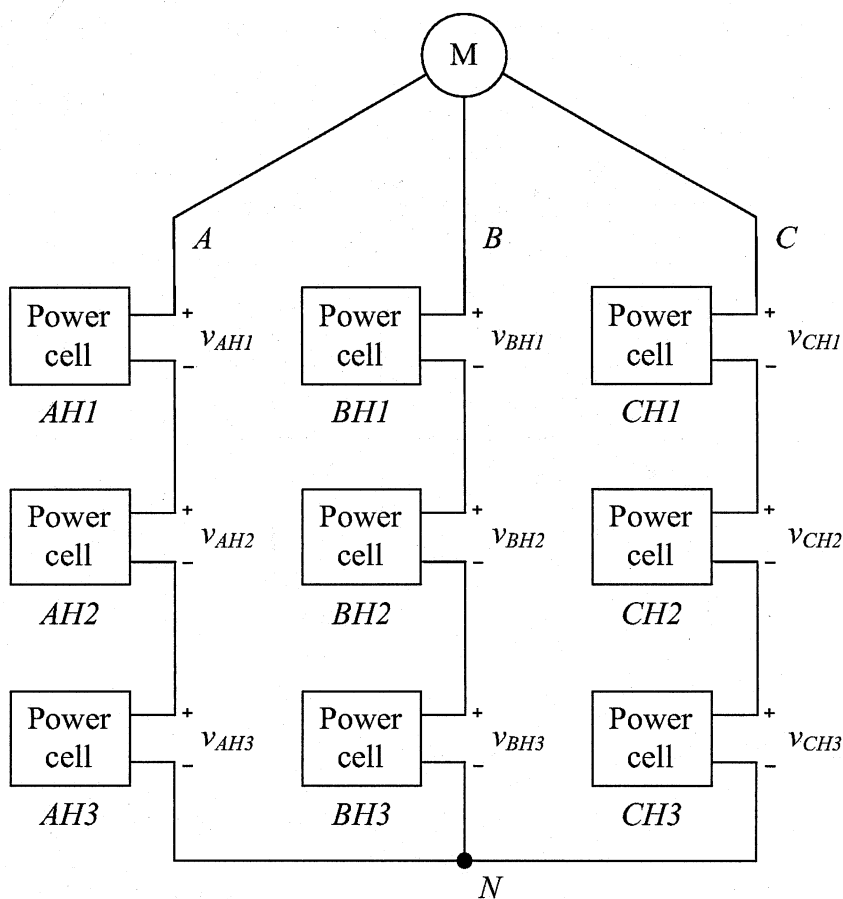 M
A
B
C
Power
cell
+
v_AH1
−
AH1
Power
cell
+
v_BH1
−
BH1
Power
cell
+
v_CH1
−
CH1
Power
cell
+
v_AH2
−
AH2
Power
cell
+
v_BH2
−
BH2
Power
cell
+
v_CH2
−
CH2
Power
cell
+
v_AH3
−
AH3
Power
cell
+
v_BH3
−
BH3
Power
cell
+
v_CH3
−
CH3
N